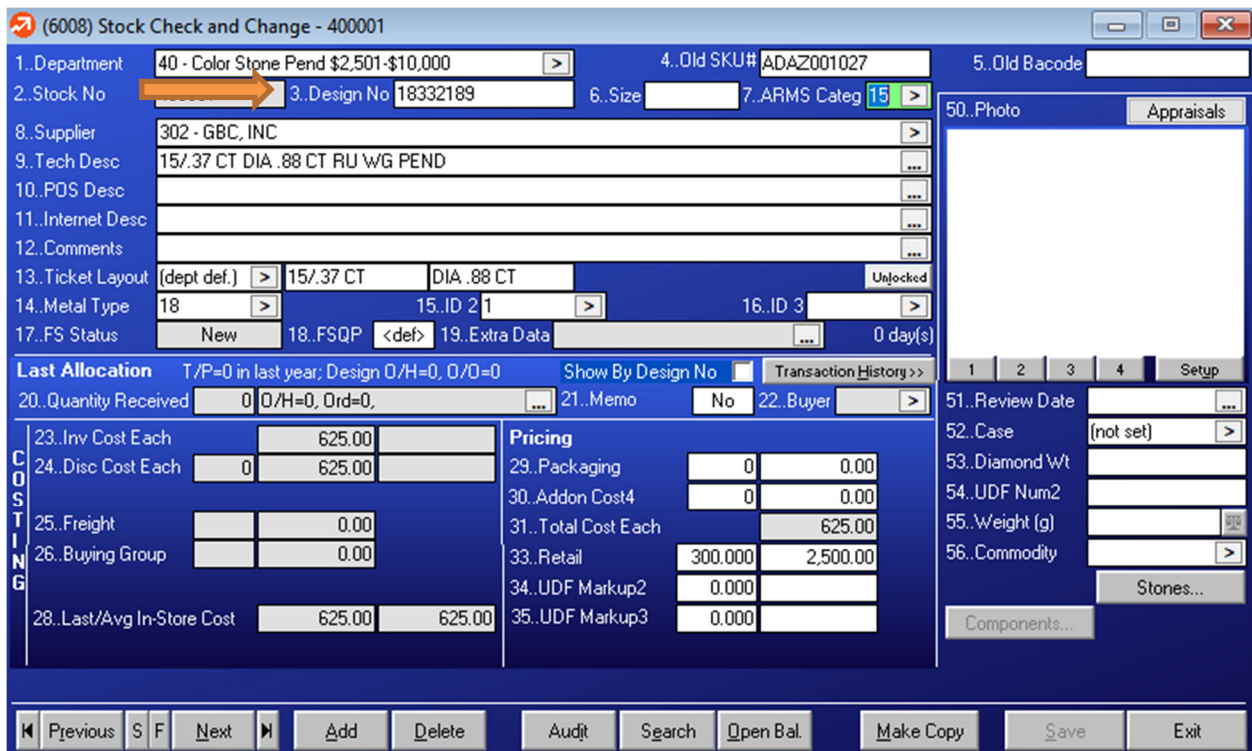 (6008) Stock Check and Change - 400001
1..Department 40 - Color Stone Pend $2,501-$10,000 > 4..Old SKU# ADAZ001027 5..Old Bacode
2..Stock No 3..Design No 18332189 6..Size 7..ARMS Categ 15 >
50..Photo Appraisals
8..Supplier 302 - GBC, INC >
9..Tech Desc 15/.37 CT DIA .88 CT RU WG PEND ...
10..POS Desc ...
11..Internet Desc ...
12..Comments ...
13..Ticket Layout (dept def.) > 15/.37 CT DIA .88 CT Unlocked
14..Metal Type 18 > 15..ID 2 1 > 16..ID 3 >
17..FS Status New 18..FSQP <def> 19..Extra Data ... 0 day(s)
Last Allocation T/P=0 in last year; Design O/H=0, O/O=0 Show By Design No Transaction History >> 1 2 3 4 Setup
20..Quantity Received 0 O/H=0, Ord=0, ... 21..Memo No 22..Buyer > 51..Review Date ...
23..Inv Cost Each 625.00 Pricing 52..Case (not set) >
24..Disc Cost Each 0 625.00 29..Packaging 0 0.00 53..Diamond Wt
30..Addon Cost4 0 0.00 54..UDF Num2
25..Freight 0.00 31..Total Cost Each 625.00 55..Weight (g)
26..Buying Group 0.00 33..Retail 300.000 2,500.00 56..Commodity >
34..UDF Markup2 0.000 Stones...
28..Last/Avg In-Store Cost 625.00 625.00 35..UDF Markup3 0.000 Components...
COSTING
Previous S F Next Add Delete Audit Search Open Bal. Make Copy Save Exit